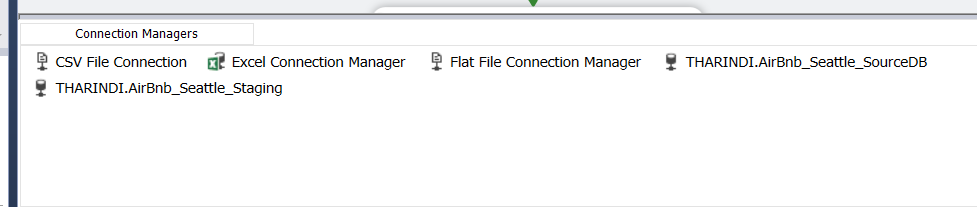 Connection Managers
CSV File Connection Excel Connection Manager Flat File Connection Manager THARINDI.AirBnb_Seattle_SourceDB
THARINDI.AirBnb_Seattle_Staging